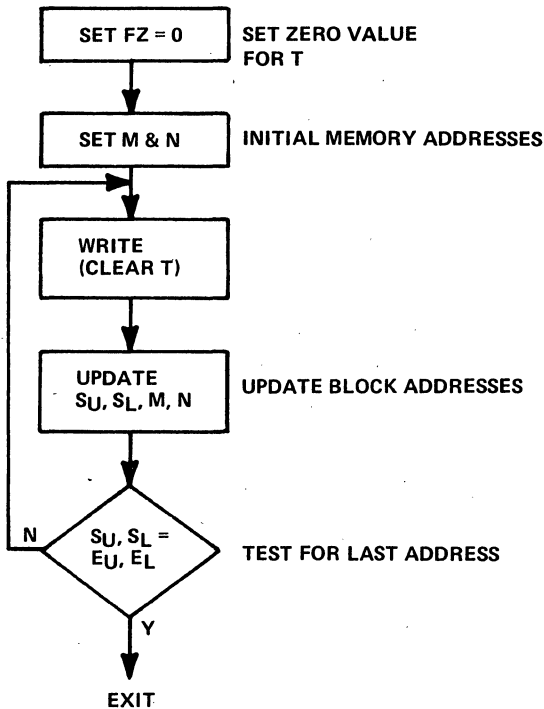 SET FZ = 0
SET ZERO VALUE
FOR T
SET M & N
INITIAL MEMORY ADDRESSES
WRITE
(CLEAR T)
UPDATE
SU, SL, M, N
UPDATE BLOCK ADDRESSES
N
SU, SL =
EU, EL
TEST FOR LAST ADDRESS
Y
EXIT